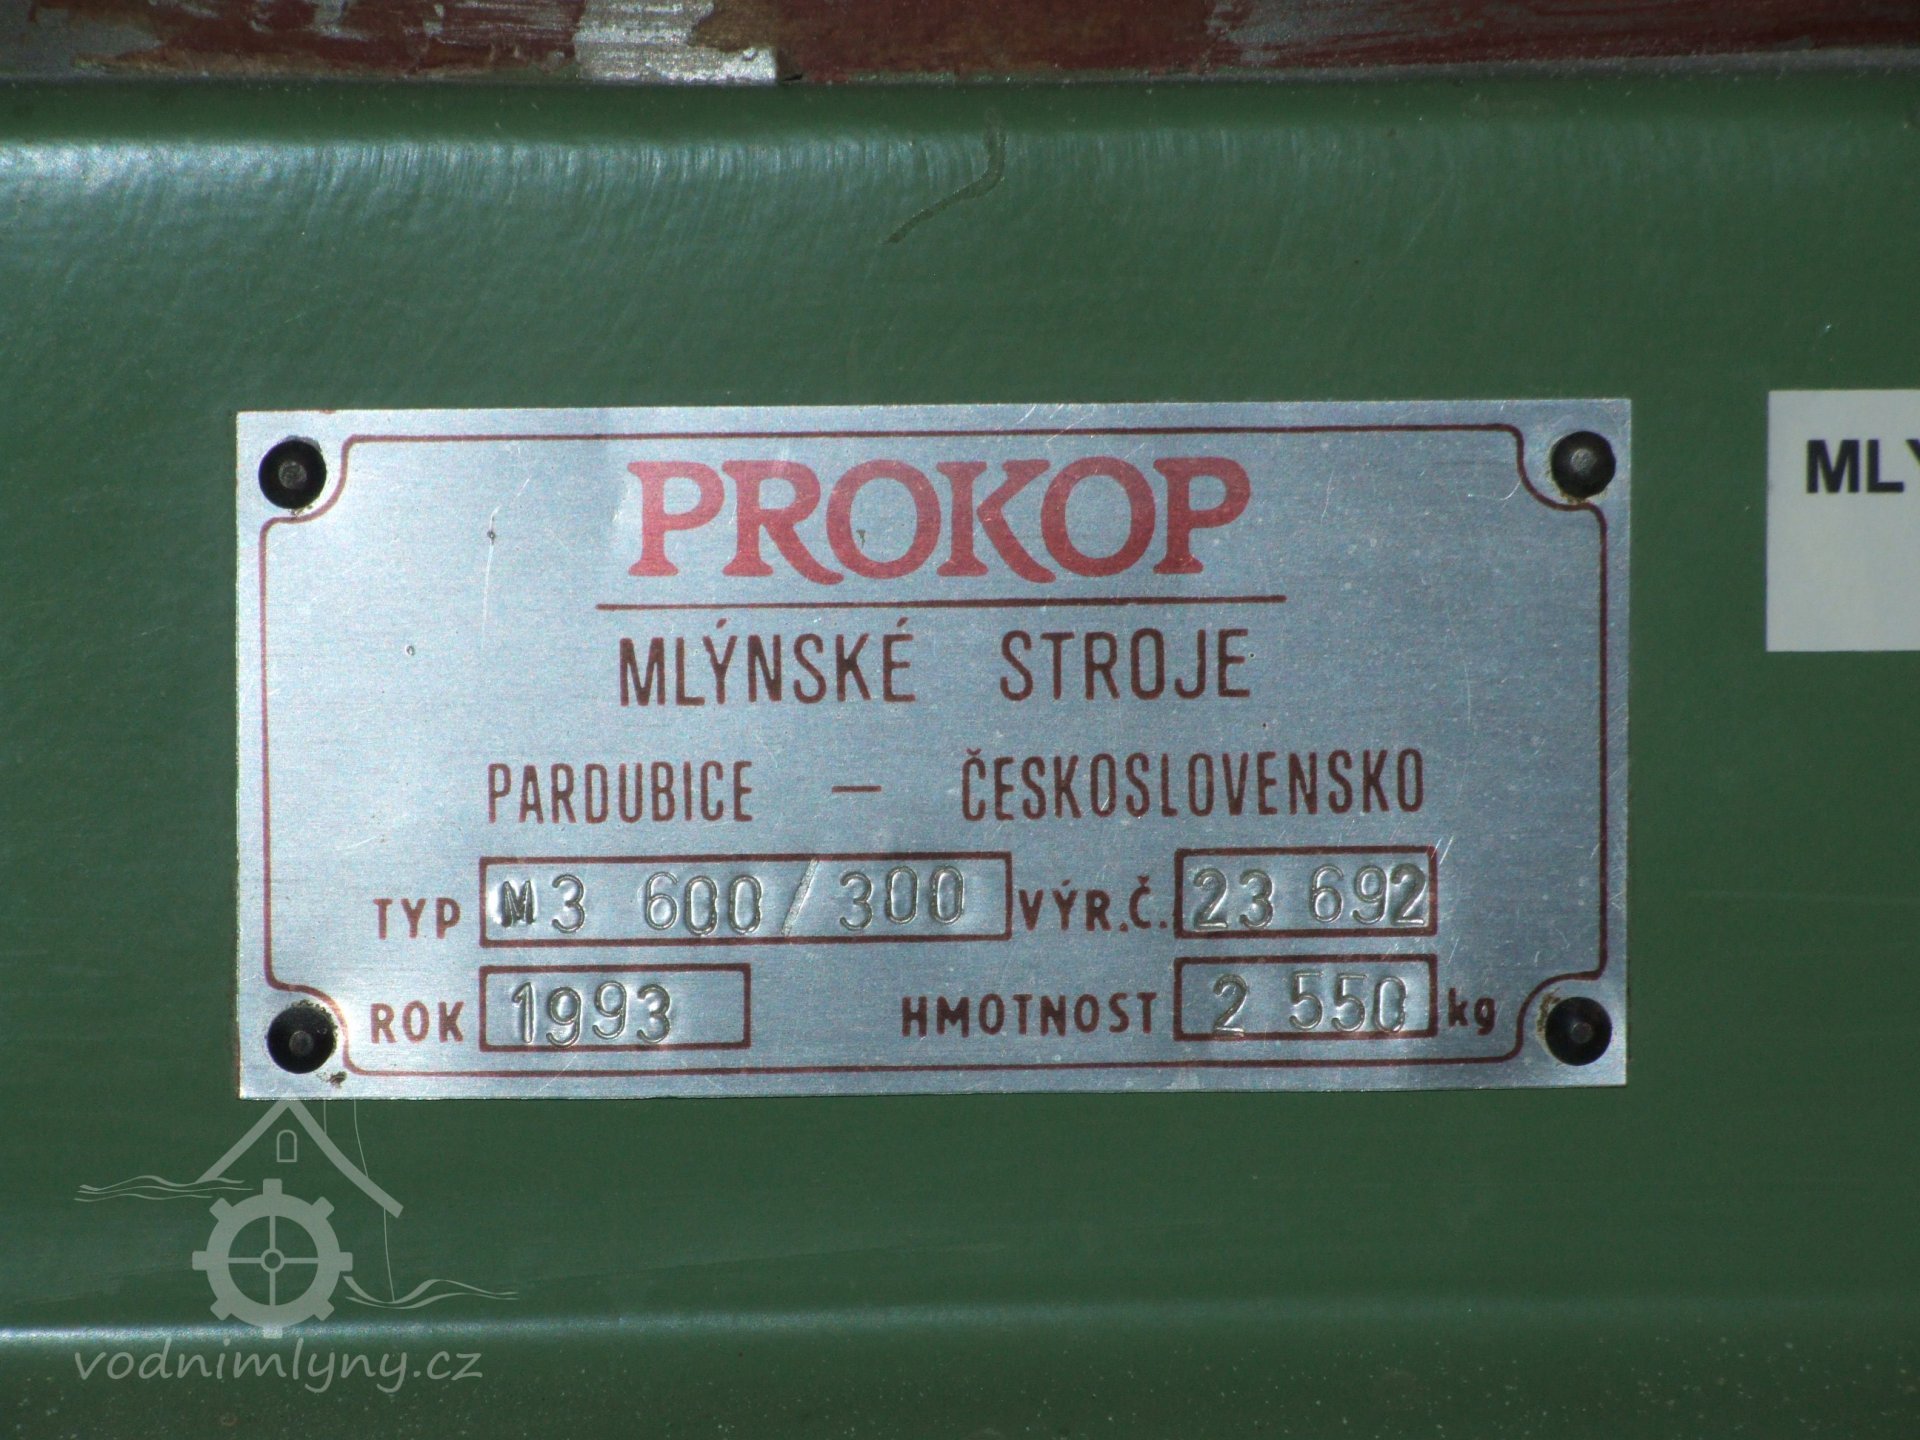 PROKOP
MLÝNSKÉ STROJE
PARDUBICE — ČESKOSLOVENSKO
TYP M3 600/300 VÝR.Č. 23 692
ROK 1993 HMOTNOST 2 550 kg
vodnimlyny.cz